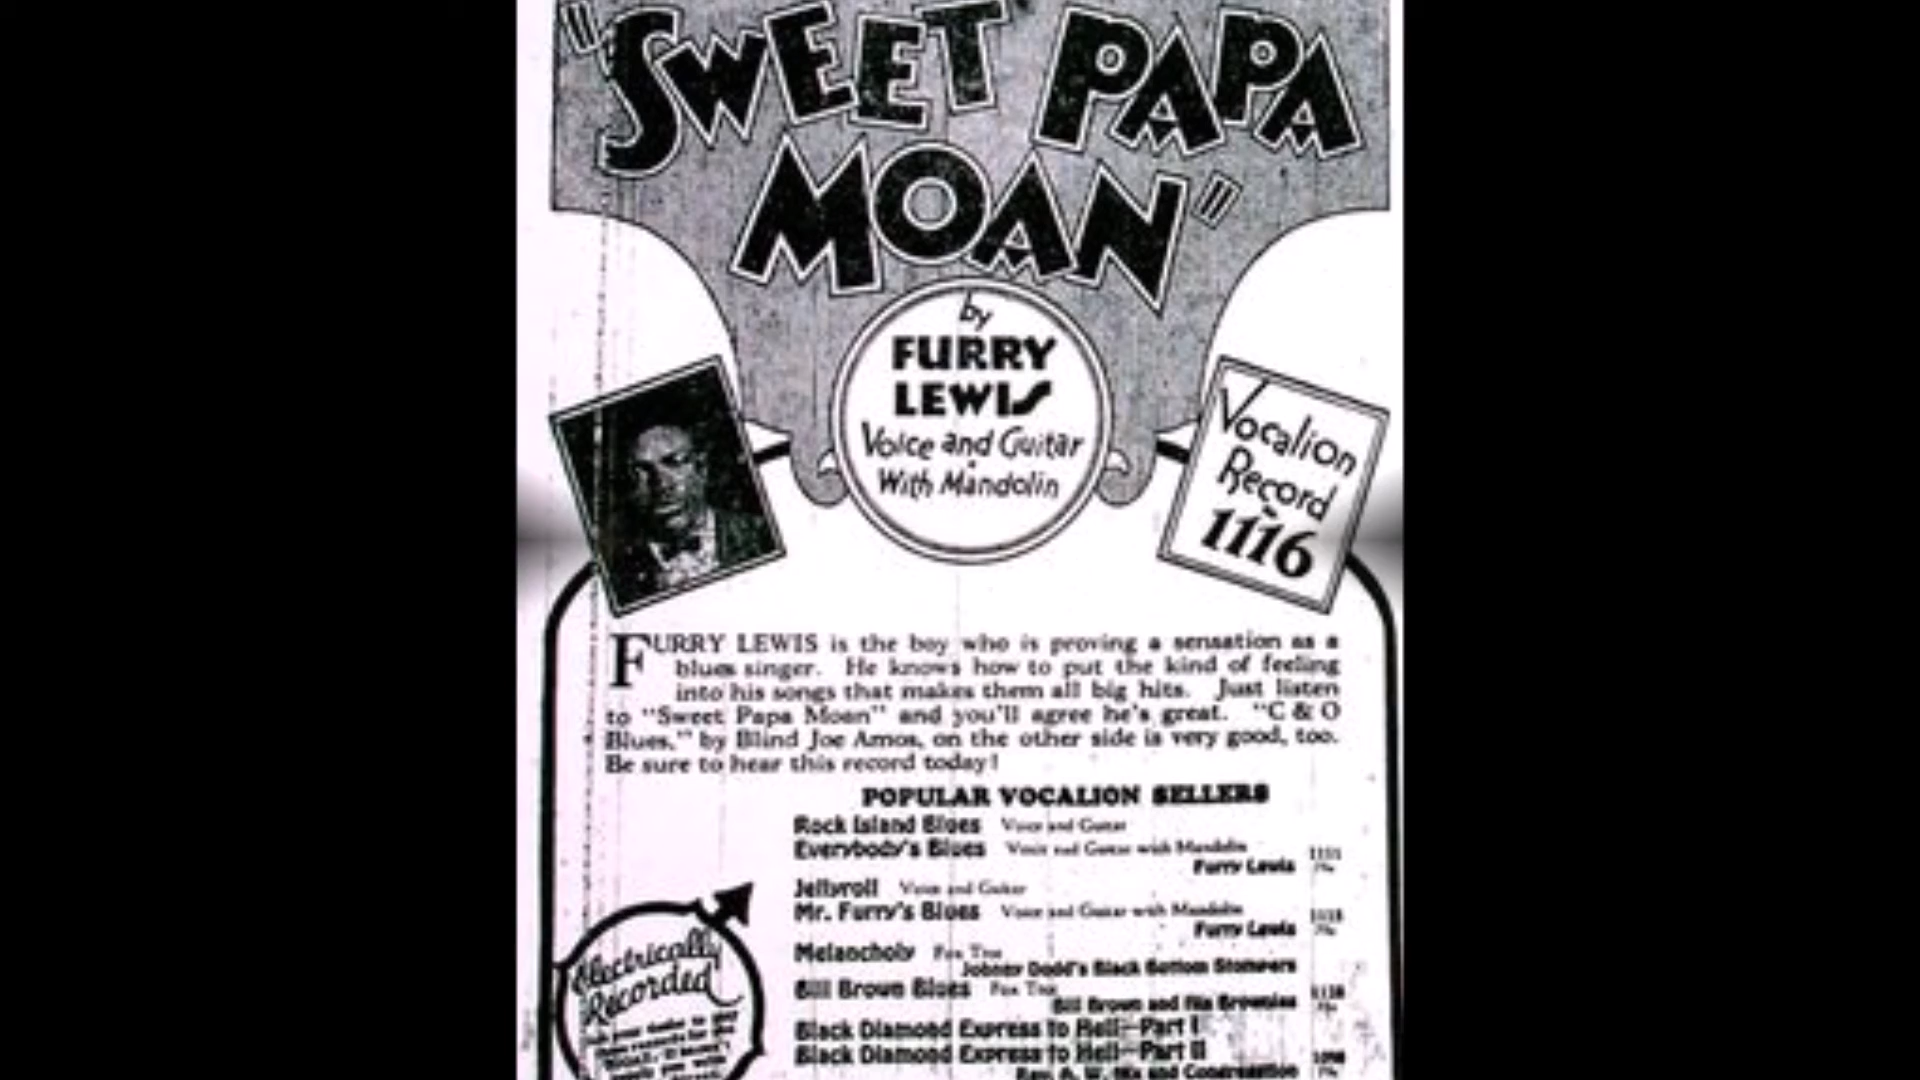 "SWEET PAPA
MOAN"
by
FURRY
LEWIS
Voice and Guitar
With Mandolin
Vocalion
Record
1116
FURRY LEWIS is the boy who is proving a sensation as a
blues singer. He knows how to put the kind of feeling
into his songs that makes them all big hits. Just listen
to "Sweet Papa Moan" and you'll agree he's great. "C & O
Blues," by Blind Joe Amos, on the other side is very good, too.
Be sure to hear this record today!
POPULAR VOCALION SELLERS
Rock Island Blues Voice and Guitar
Everybody's Blues Voice and Guitar with Mandolin
Furry Lewis 1111
Jellyroll Voice and Guitar
Mr. Furry's Blues Voice and Guitar with Mandolin
Furry Lewis
Melancholy Fox Trot
Johnny Dodd's Black Bottom Stompers
Bill Brown Blues Fox Trot
Bill Brown and His Brownies
Black Diamond Express to Hell—Part I
Black Diamond Express to Hell—Part II
Rev. A. W. Nix and Congregation
Electrically
Recorded